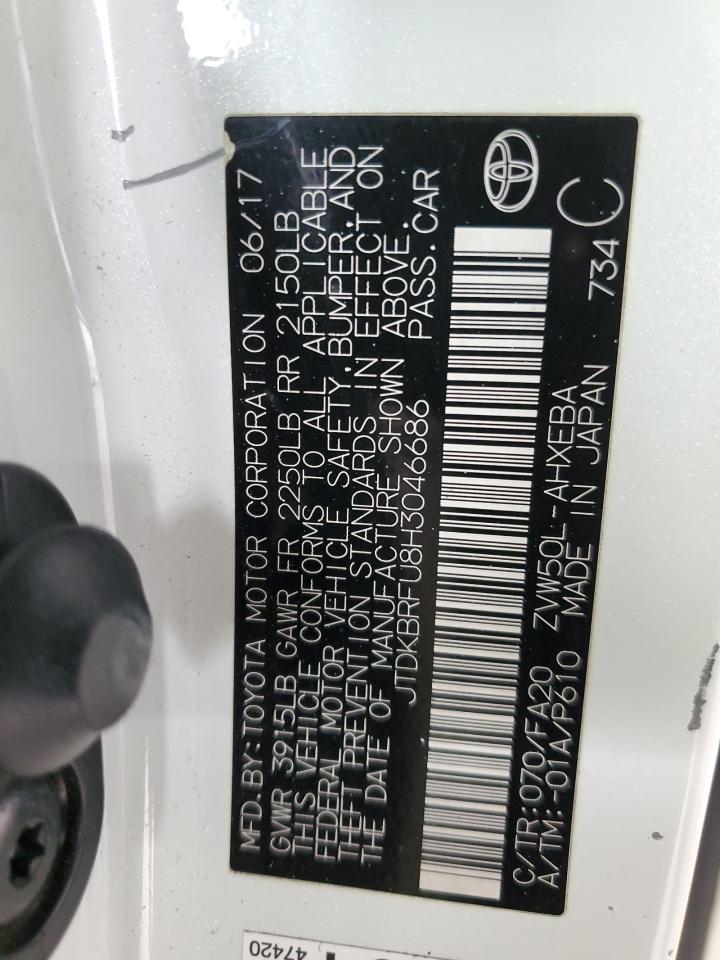 MFD.BY:TOYOTA MOTOR CORPORATION 06/17
GVWR 3915LB GAWR FR 2250LB RR 2150LB
THIS VEHICLE CONFORMS TO ALL APPLICABLE
FEDERAL MOTOR VEHICLE SAFETY, BUMPER, AND
THEFT PREVENTION STANDARDS IN EFFECT ON
THE DATE OF MANUFACTURE SHOWN ABOVE.
JTDKBRFU8H3046686 PASS.CAR
C/TR:070/FA20 ZVW50L-AHXEBA
A/TM:-01A/P610 MADE IN JAPAN 734 C
47420